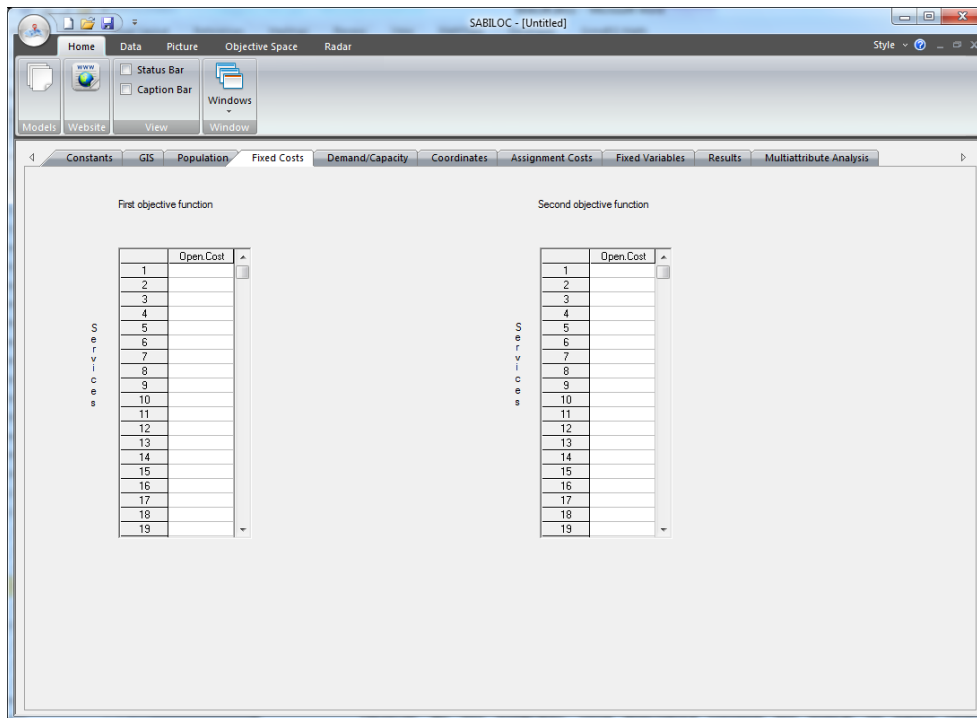 SABILOC - [Untitled]
Home Data Picture Objective Space Radar Style
www
Status Bar
Caption Bar
Windows
Models Website View Window
Constants GIS Population Fixed Costs Demand/Capacity Coordinates Assignment Costs Fixed Variables Results Multiattribute Analysis
First objective function Second objective function
Open.Cost Open.Cost
1 1
2 2
3 3
4 4
Services Services
5 5
6 6
7 7
8 8
9 9
10 10
11 11
12 12
13 13
14 14
15 15
16 16
17 17
18 18
19 19